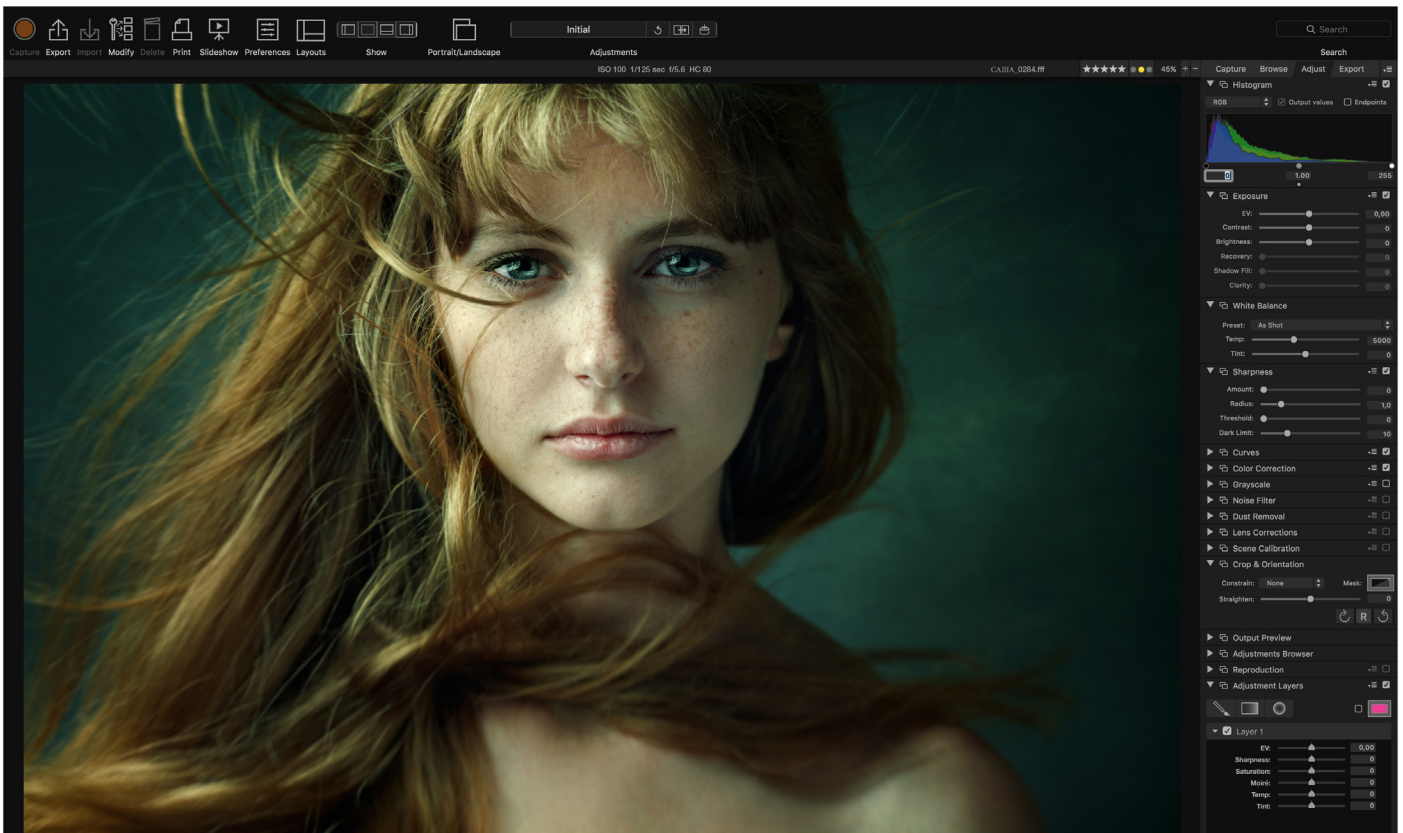 Initial
Search
Capture Export Import Modify Delete Print Slideshow Preferences Layouts Show Portrait/Landscape Adjustments Search
ISO 100 1/125 sec f/5.6 HC 80 САША_0284.fff ★★★★★ 45% + − Capture Browse Adjust Export
Histogram
RGB Output values Endpoints
0 1.00 255
Exposure
EV: 0,00
Contrast: 0
Brightness: 0
Recovery: 0
Shadow Fill: 0
Clarity: 0
White Balance
Preset: As Shot
Temp: 5000
Tint: 0
Sharpness
Amount: 0
Radius: 1,0
Threshold: 0
Dark Limit: 10
Curves
Color Correction
Grayscale
Noise Filter
Dust Removal
Lens Corrections
Scene Calibration
Crop & Orientation
Constrain: None Mask:
Straighten: 0
R
Output Preview
Adjustments Browser
Reproduction
Adjustment Layers
Layer 1
EV: 0,00
Sharpness: 0
Saturation: 0
Moiré: 0
Temp: 0
Tint: 0